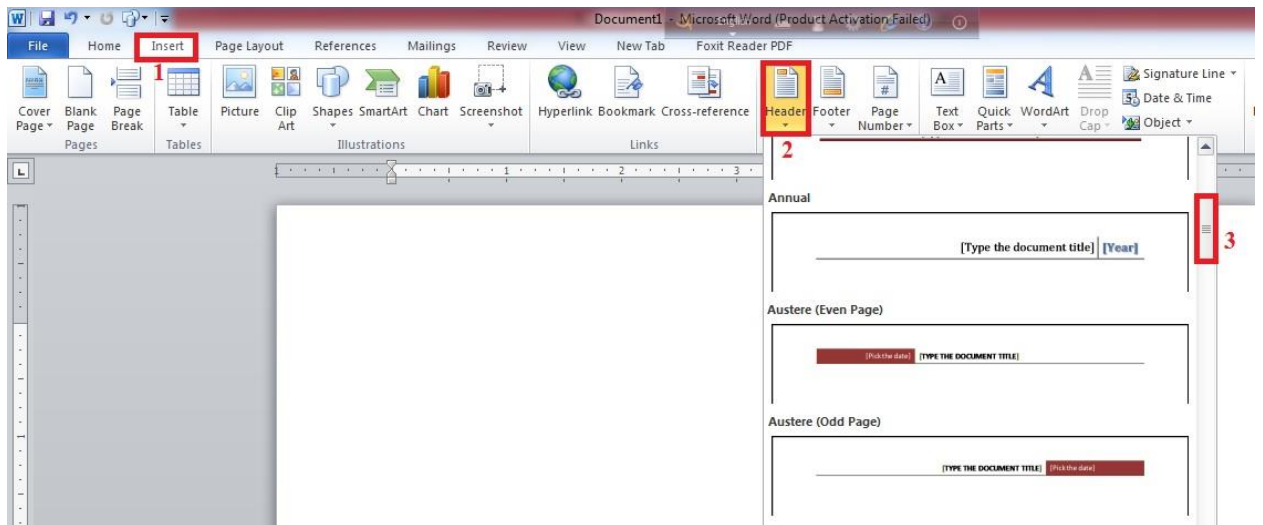 Document1 - Microsoft Word (Product Activation Failed)
File Home Insert Page Layout References Mailings Review View New Tab Foxit Reader PDF
1
Cover Page Blank Page Page Break Table Picture Clip Art Shapes SmartArt Chart Screenshot Hyperlink Bookmark Cross-reference Header Footer Page Number Text Box Quick Parts WordArt Drop Cap Signature Line
Date & Time
Object
Pages Tables Illustrations Links
2
L
1 1 2 3
Annual
[Type the document title] [Year]
3
Austere (Even Page)
[Pick the date] [TYPE THE DOCUMENT TITLE]
Austere (Odd Page)
[TYPE THE DOCUMENT TITLE] [Pick the date]